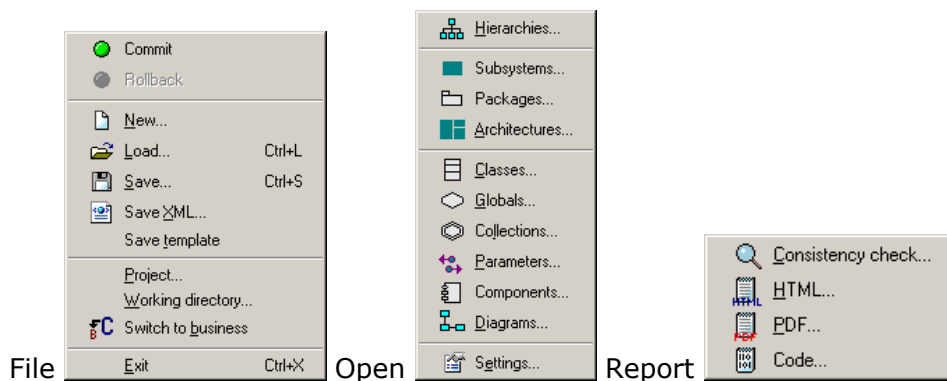 File
Commit
Rollback
New...
Load... Ctrl+L
Save... Ctrl+S
Save XML...
Save template
Project...
Working directory...
Switch to business
Exit Ctrl+X
Open
Hierarchies...
Subsystems...
Packages...
Architectures...
Classes...
Globals...
Collections...
Parameters...
Components...
Diagrams...
Settings...
Report
Consistency check...
HTML HTML...
PDF PDF...
Code...